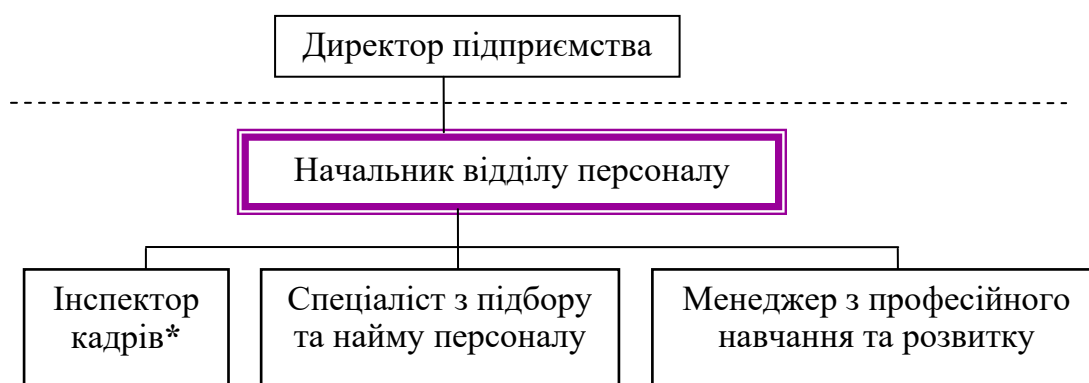 Директор підприємства
Начальник відділу персоналу
Інспектор
кадрів*
Спеціаліст з підбору
та найму персоналу
Менеджер з професійного
навчання та розвитку